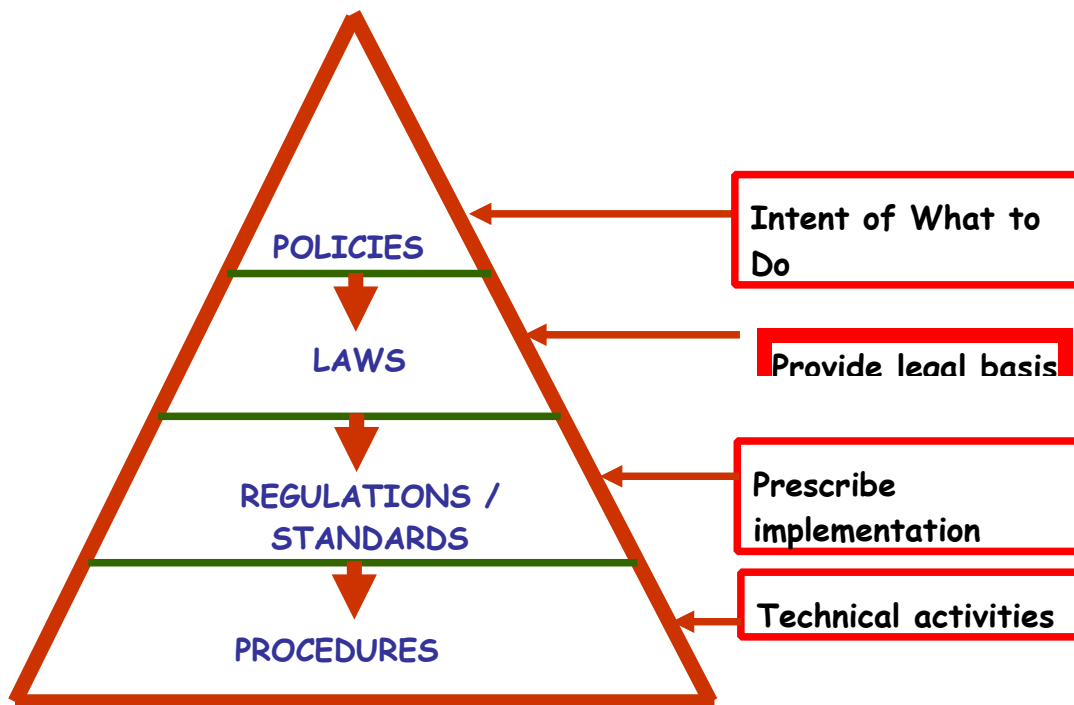 POLICIES
LAWS
REGULATIONS /
STANDARDS
PROCEDURES
Intent of What to
Do
Provide legal basis
Prescribe
implementation
Technical activities